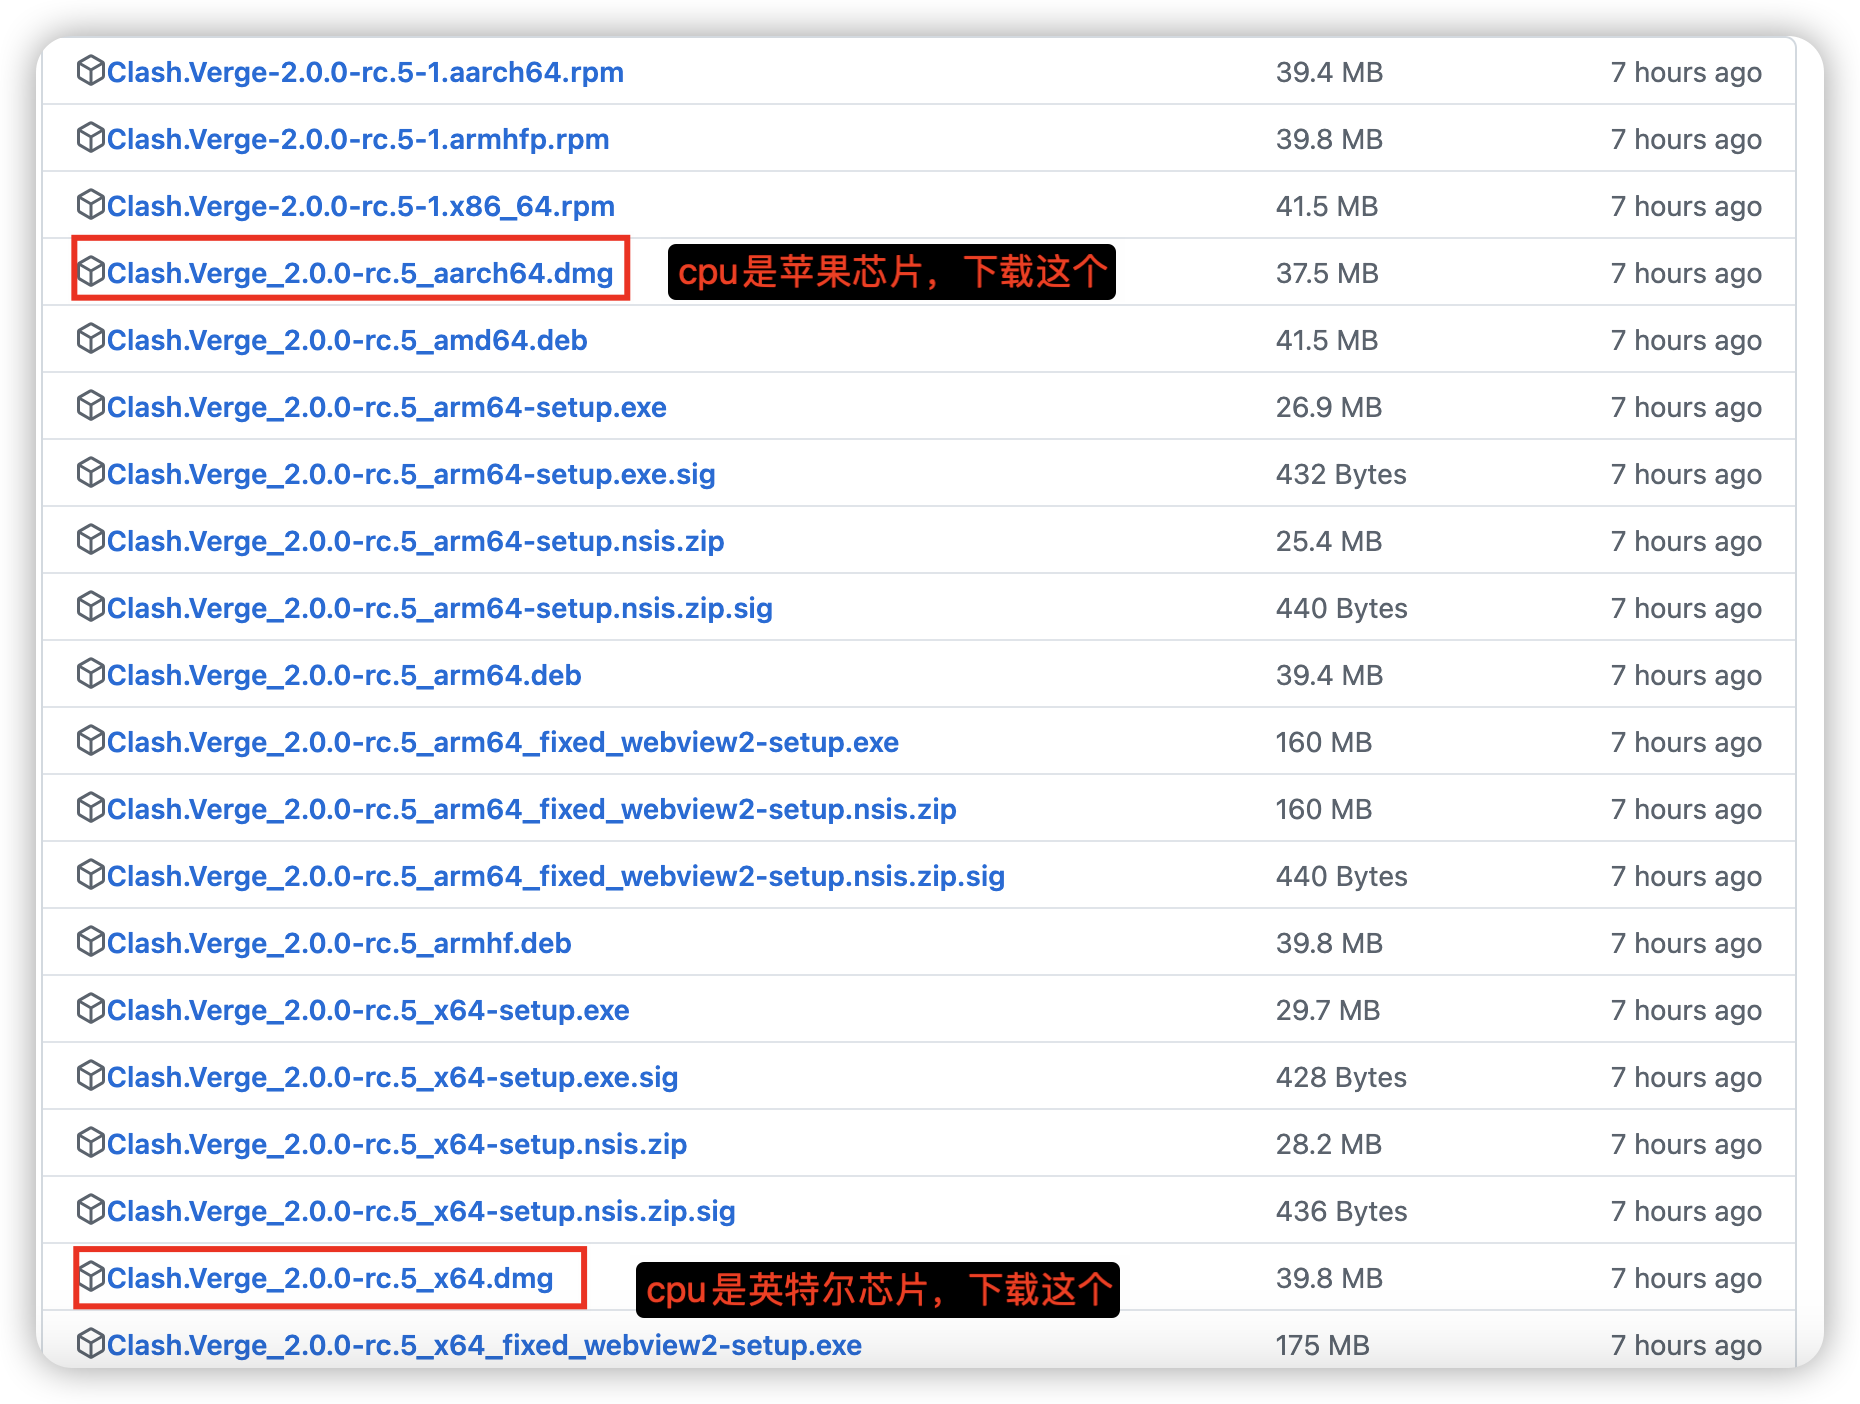 Clash.Verge-2.0.0-rc.5-1.aarch64.rpm 39.4 MB 7 hours ago
Clash.Verge-2.0.0-rc.5-1.armhfp.rpm 39.8 MB 7 hours ago
Clash.Verge-2.0.0-rc.5-1.x86_64.rpm 41.5 MB 7 hours ago
Clash.Verge_2.0.0-rc.5_aarch64.dmg cpu是苹果芯片，下载这个 37.5 MB 7 hours ago
Clash.Verge_2.0.0-rc.5_amd64.deb 41.5 MB 7 hours ago
Clash.Verge_2.0.0-rc.5_arm64-setup.exe 26.9 MB 7 hours ago
Clash.Verge_2.0.0-rc.5_arm64-setup.exe.sig 432 Bytes 7 hours ago
Clash.Verge_2.0.0-rc.5_arm64-setup.nsis.zip 25.4 MB 7 hours ago
Clash.Verge_2.0.0-rc.5_arm64-setup.nsis.zip.sig 440 Bytes 7 hours ago
Clash.Verge_2.0.0-rc.5_arm64.deb 39.4 MB 7 hours ago
Clash.Verge_2.0.0-rc.5_arm64_fixed_webview2-setup.exe 160 MB 7 hours ago
Clash.Verge_2.0.0-rc.5_arm64_fixed_webview2-setup.nsis.zip 160 MB 7 hours ago
Clash.Verge_2.0.0-rc.5_arm64_fixed_webview2-setup.nsis.zip.sig 440 Bytes 7 hours ago
Clash.Verge_2.0.0-rc.5_armhf.deb 39.8 MB 7 hours ago
Clash.Verge_2.0.0-rc.5_x64-setup.exe 29.7 MB 7 hours ago
Clash.Verge_2.0.0-rc.5_x64-setup.exe.sig 428 Bytes 7 hours ago
Clash.Verge_2.0.0-rc.5_x64-setup.nsis.zip 28.2 MB 7 hours ago
Clash.Verge_2.0.0-rc.5_x64-setup.nsis.zip.sig 436 Bytes 7 hours ago
Clash.Verge_2.0.0-rc.5_x64.dmg cpu是英特尔芯片，下载这个 39.8 MB 7 hours ago
Clash.Verge_2.0.0-rc.5_x64_fixed_webview2-setup.exe 175 MB 7 hours ago